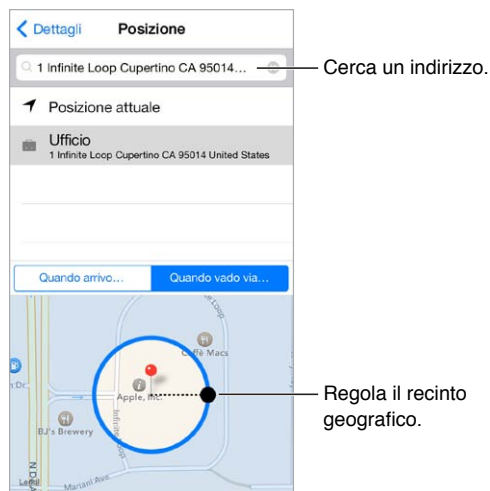 Dettagli Posizione
1 Infinite Loop Cupertino CA 95014...
Cerca un indirizzo.
Posizione attuale
Ufficio
1 Infinite Loop Cupertino CA 95014 United States
Quando arrivo... Quando vado via...
Loop
Caffè Macs
Dr.
Apple, Inc.
Infinite Loop
BJ's Brewery
Regola il recinto
geografico.
N D
Mariani Ave